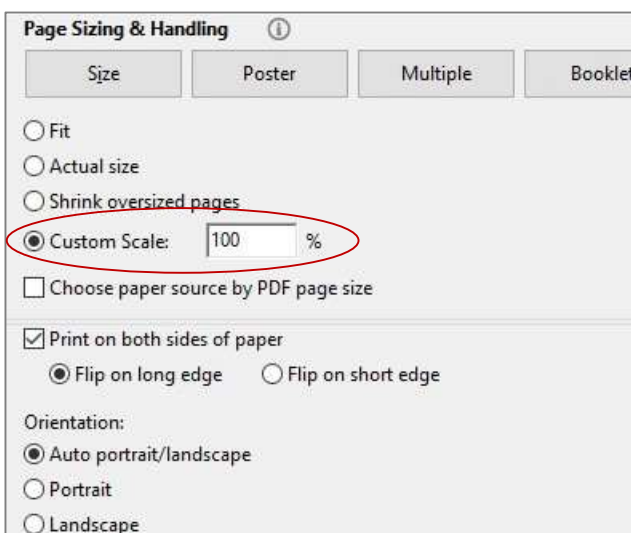 Page Sizing & Handling
Size Poster Multiple Booklet
Fit
Actual size
Shrink oversized pages
Custom Scale: 100 %
Choose paper source by PDF page size
Print on both sides of paper
Flip on long edge Flip on short edge
Orientation:
Auto portrait/landscape
Portrait
Landscape